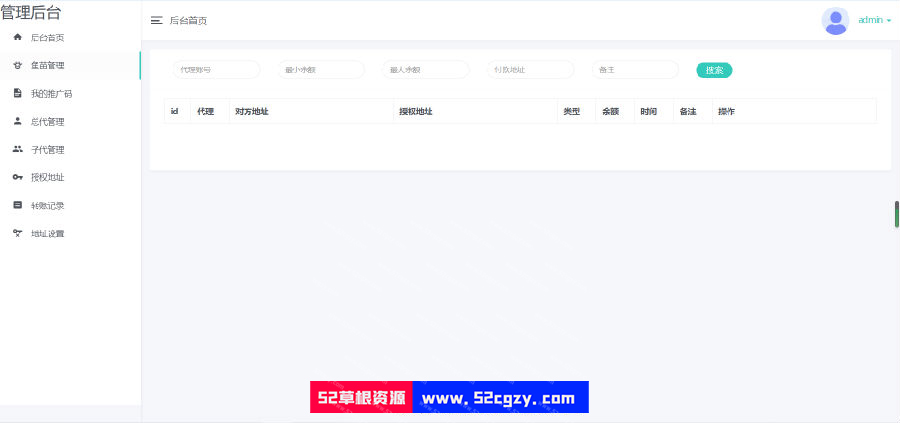 管理后台
后台首页
admin
后台首页
鱼苗管理
我的推广码
总代管理
子代管理
授权地址
转账记录
地址设置
代理账号
最小余额
最大余额
付款地址
备注
搜索
id 代理 对方地址 授权地址 类型 余额 时间 备注 操作
52草根资源 www.52cgzy.com